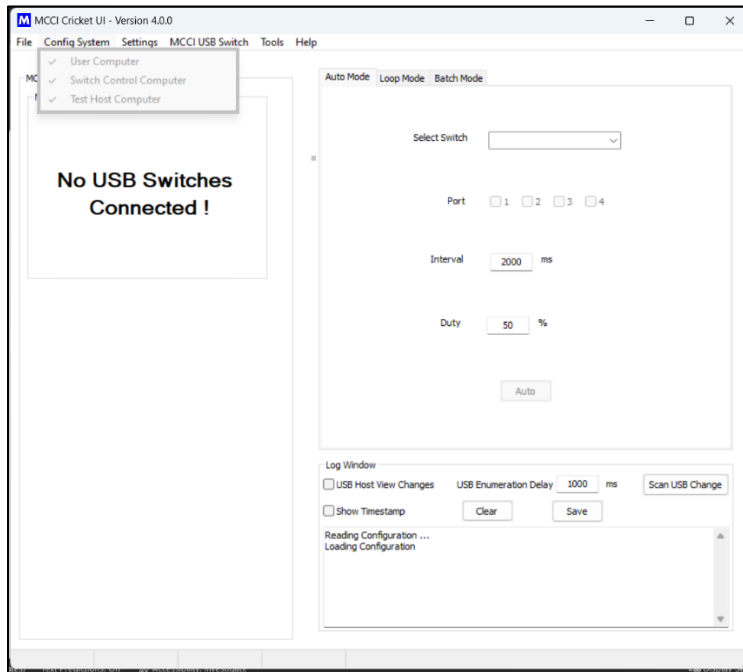 MCCI Cricket UI - Version 4.0.0
File Config System Settings MCCI USB Switch Tools Help
User Computer
Switch Control Computer
Test Host Computer
MC
No USB Switches
Connected !
Auto Mode Loop Mode Batch Mode
Select Switch
Port 1 2 3 4
Interval 2000 ms
Duty 50 %
Auto
Log Window
USB Host View Changes USB Enumeration Delay 1000 ms Scan USB Change
Show Timestamp Clear Save
Reading Configuration ...
Loading Configuration